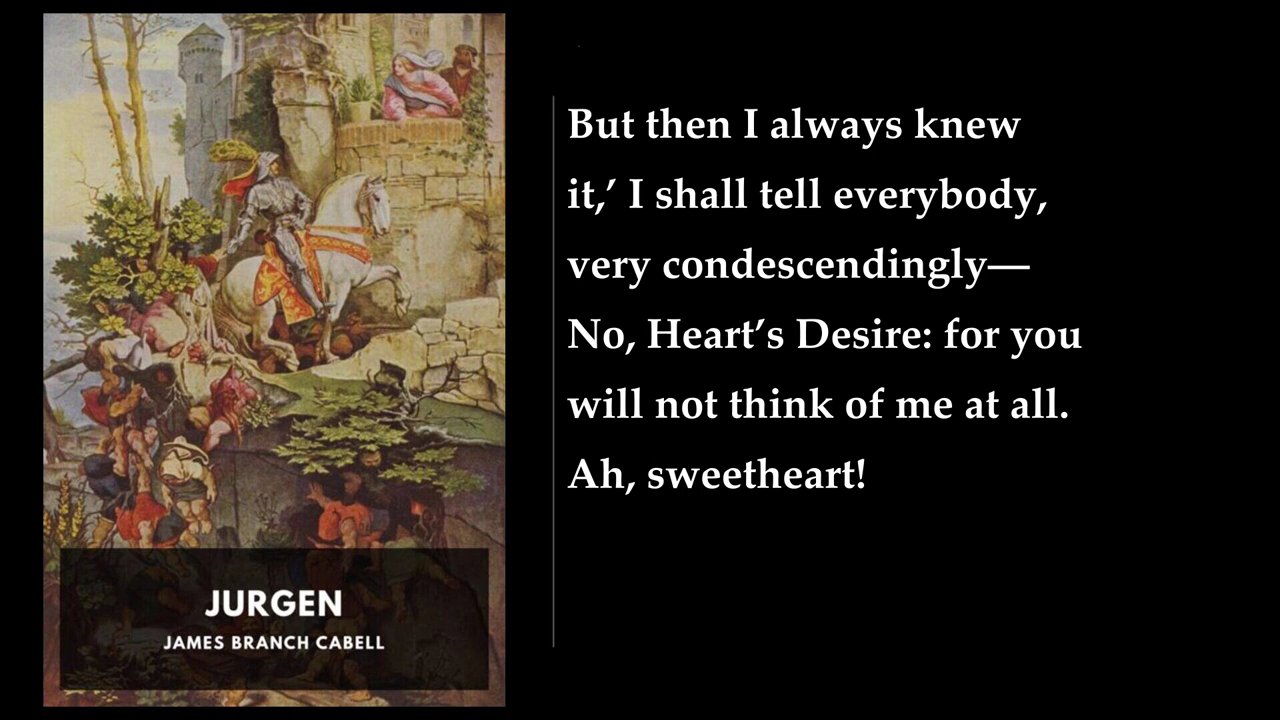 But then I always knew
it,’ I shall tell everybody,
very condescendingly—
No, Heart’s Desire: for you
will not think of me at all.
Ah, sweetheart!
JURGEN
JAMES BRANCH CABELL